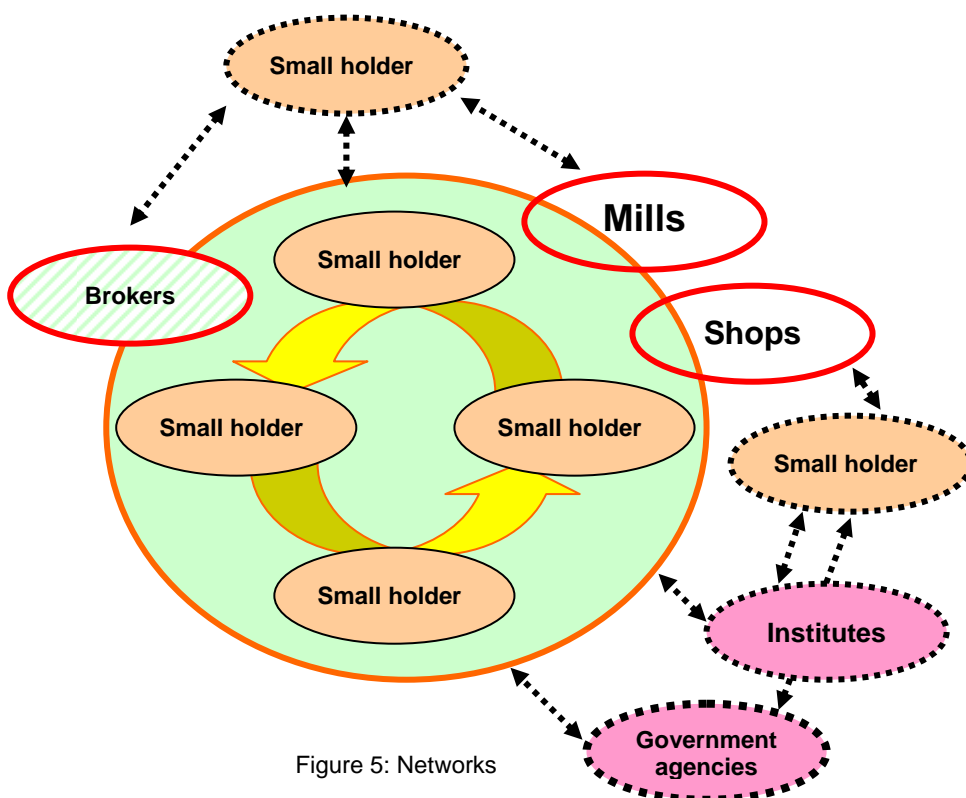 Small holder
Mills
Small holder
Brokers
Shops
Small holder
Small holder
Small holder
Small holder
Institutes
Government
agencies
Figure 5: Networks